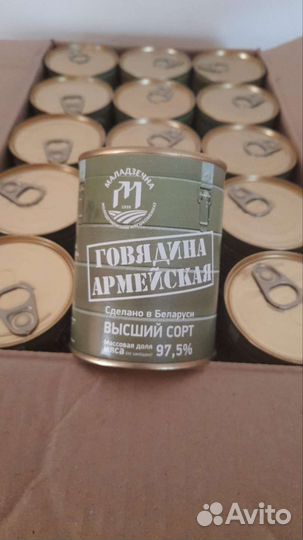 МАЛАДЗЕЧНА
М
ГОВЯДИНА
АРМЕЙСКАЯ
Сделано в Беларуси
ВЫСШИЙ СОРТ
Массовая доля
мяса 97,5%
Avito